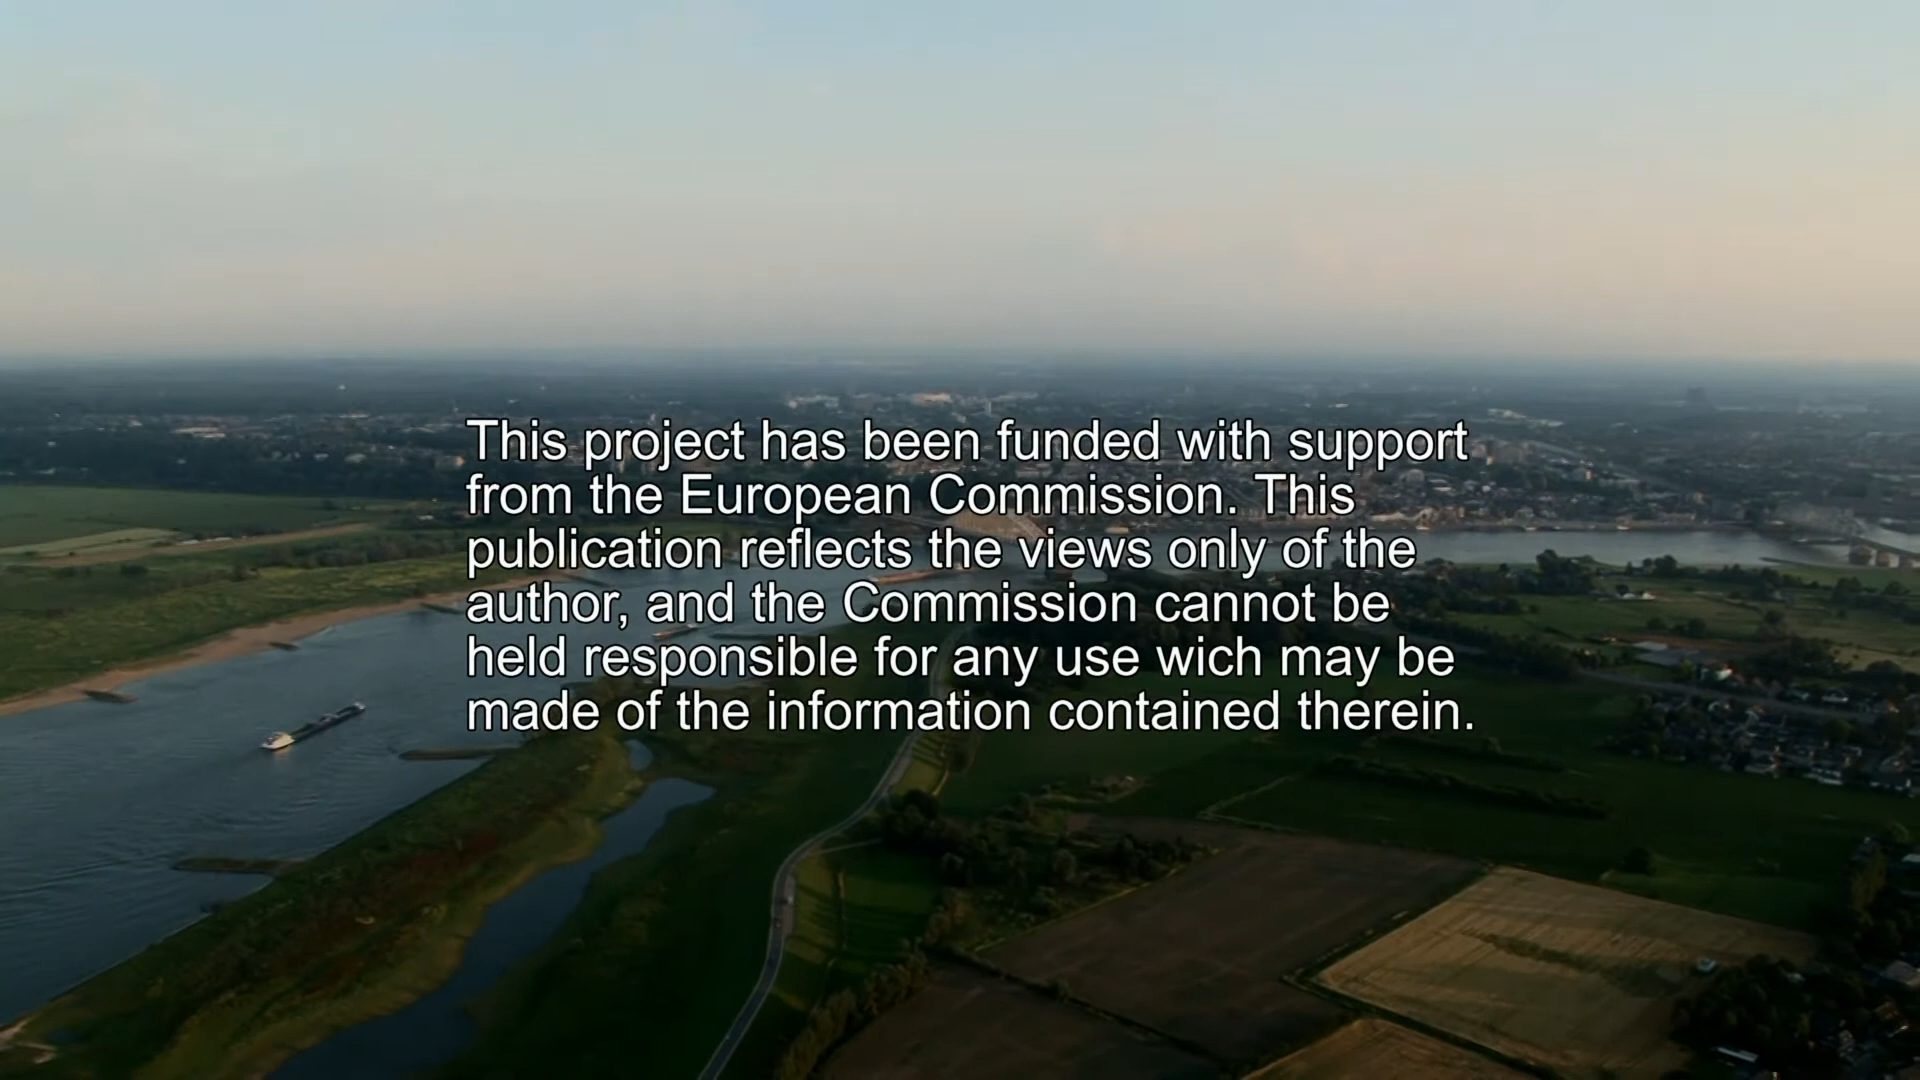 This project has been funded with support
from the European Commission. This
publication reflects the views only of the
author, and the Commission cannot be
held responsible for any use wich may be
made of the information contained therein.